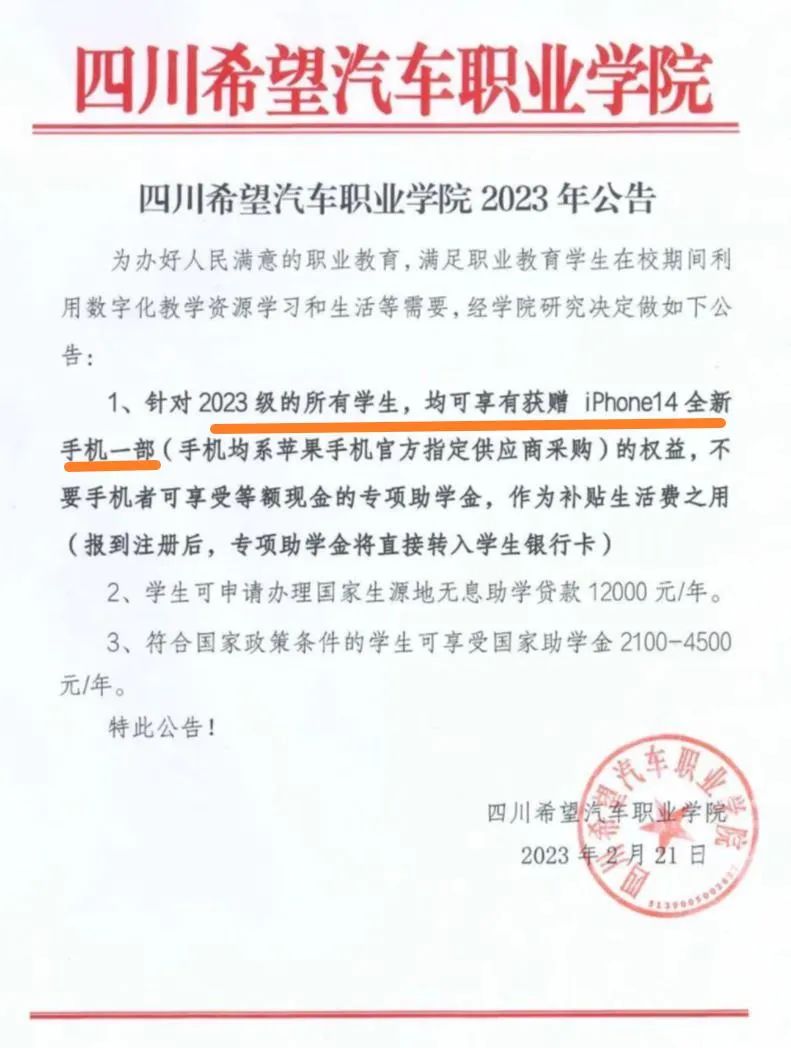 四川希望汽车职业学院
四川希望汽车职业学院 2023 年公告
为办好人民满意的职业教育，满足职业教育学生在校期间利
用数字化教学资源学习和生活等需要，经学院研究决定做如下公
告：
1、针对 2023 级的所有学生，均可享有获赠 iPhone14 全新
手机一部（手机均系苹果手机官方指定供应商采购）的权益，不
要手机者可享受等额现金的专项助学金，作为补贴生活费之用
（报到注册后，专项助学金将直接转入学生银行卡）
2、学生可申请办理国家生源地无息助学贷款 12000 元/年。
3、符合国家政策条件的学生可享受国家助学金 2100-4500
元/年。
特此公告！
四川希望汽车职业学院
2023 年 2 月 21 日
四川希望汽车职业学院